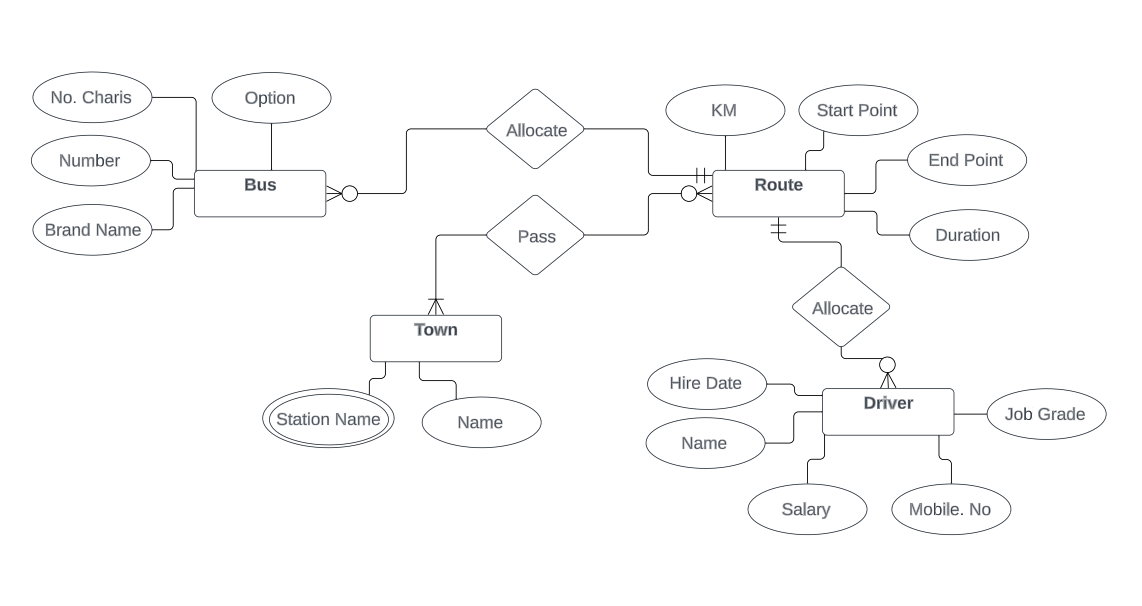 No. Charis
Option
Number
Brand Name
Bus
Allocate
Pass
KM
Start Point
End Point
Duration
Route
Allocate
Town
Station Name
Name
Hire Date
Name
Driver
Job Grade
Salary
Mobile. No